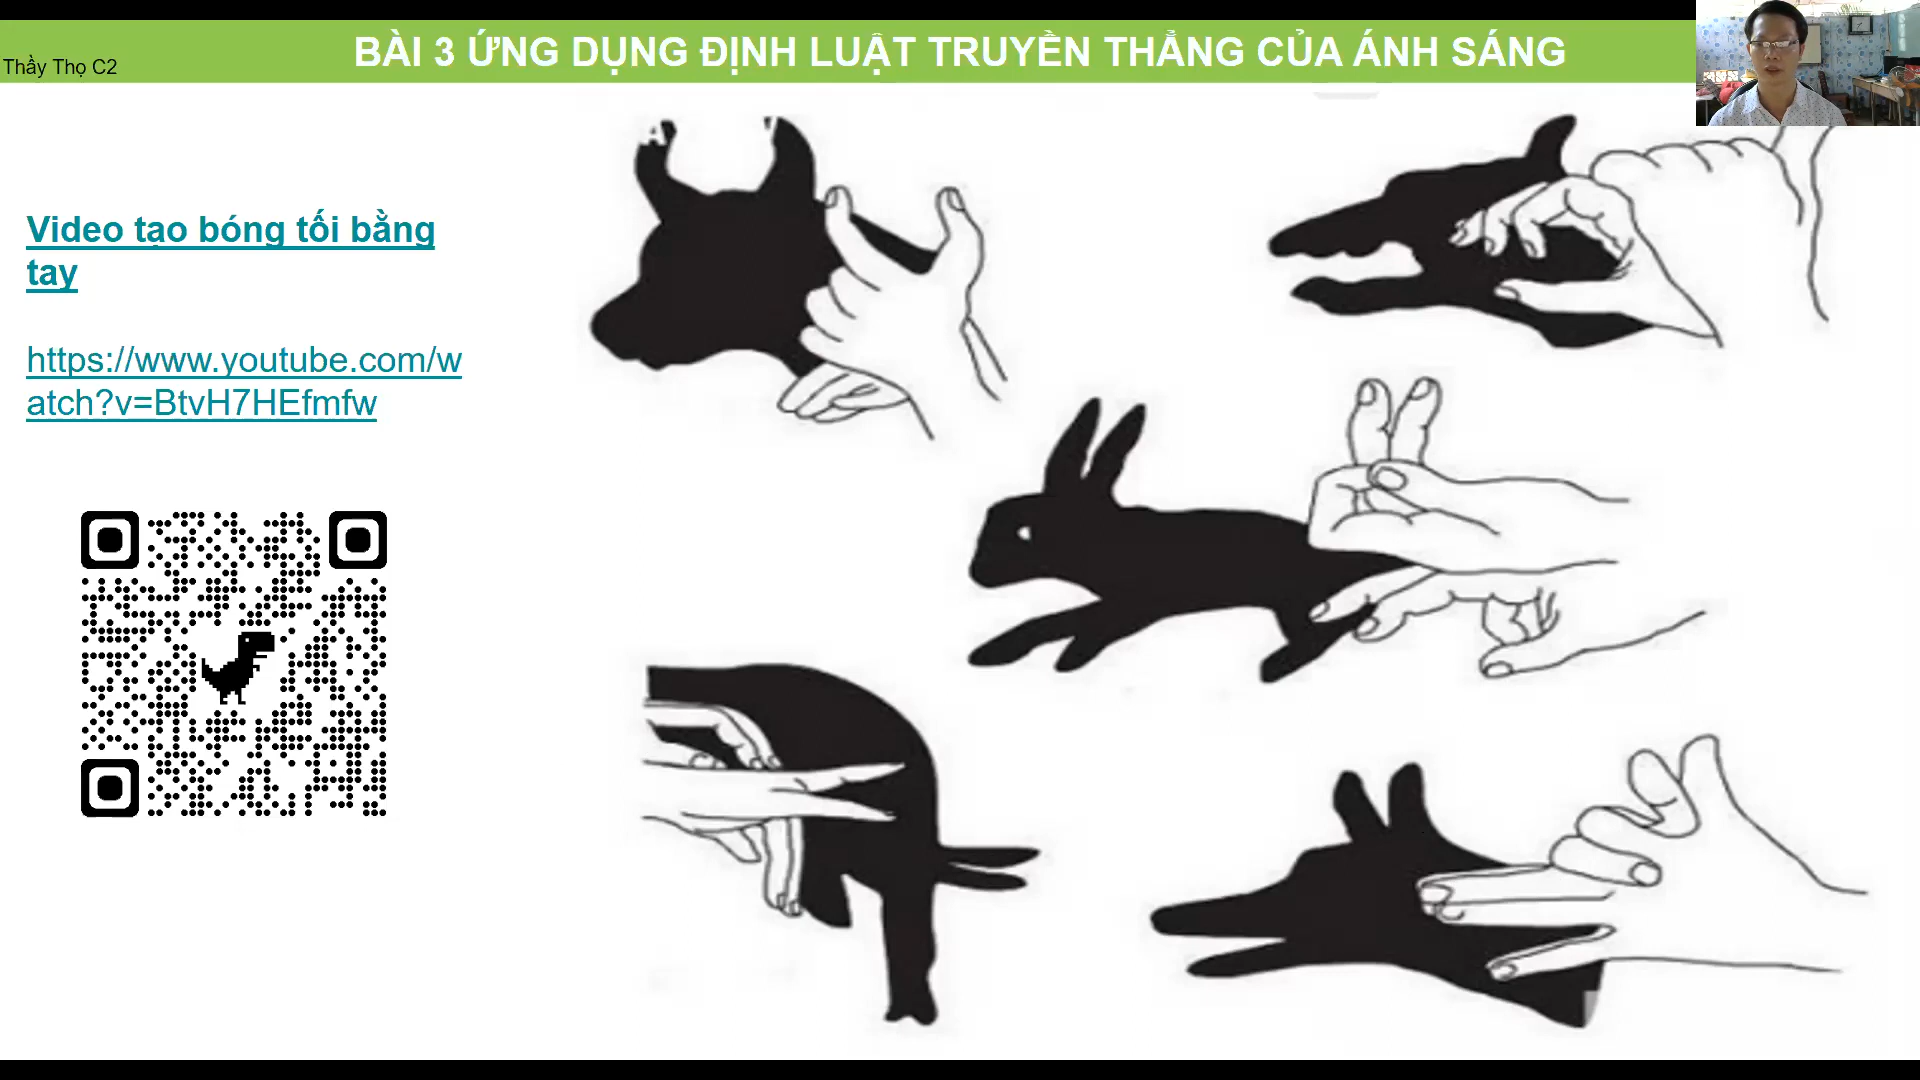 BÀI 3 ỨNG DỤNG ĐỊNH LUẬT TRUYỀN THẲNG CỦA ÁNH SÁNG
Thầy Thọ C2
Video tạo bóng tối bằng
tay
https://www.youtube.com/w
atch?v=BtvH7HEfmfw